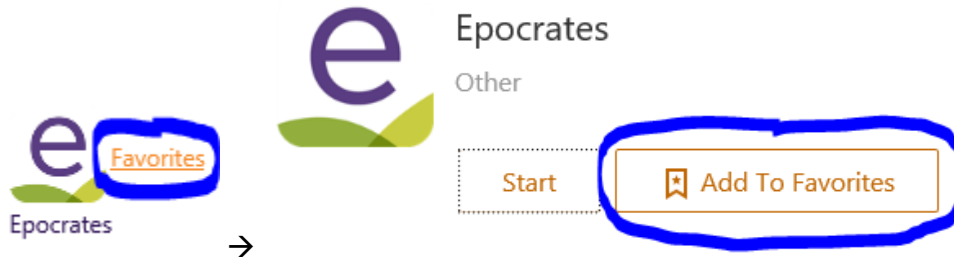 e Favorites
Epocrates
→
e
Epocrates
Other
Start
Add To Favorites